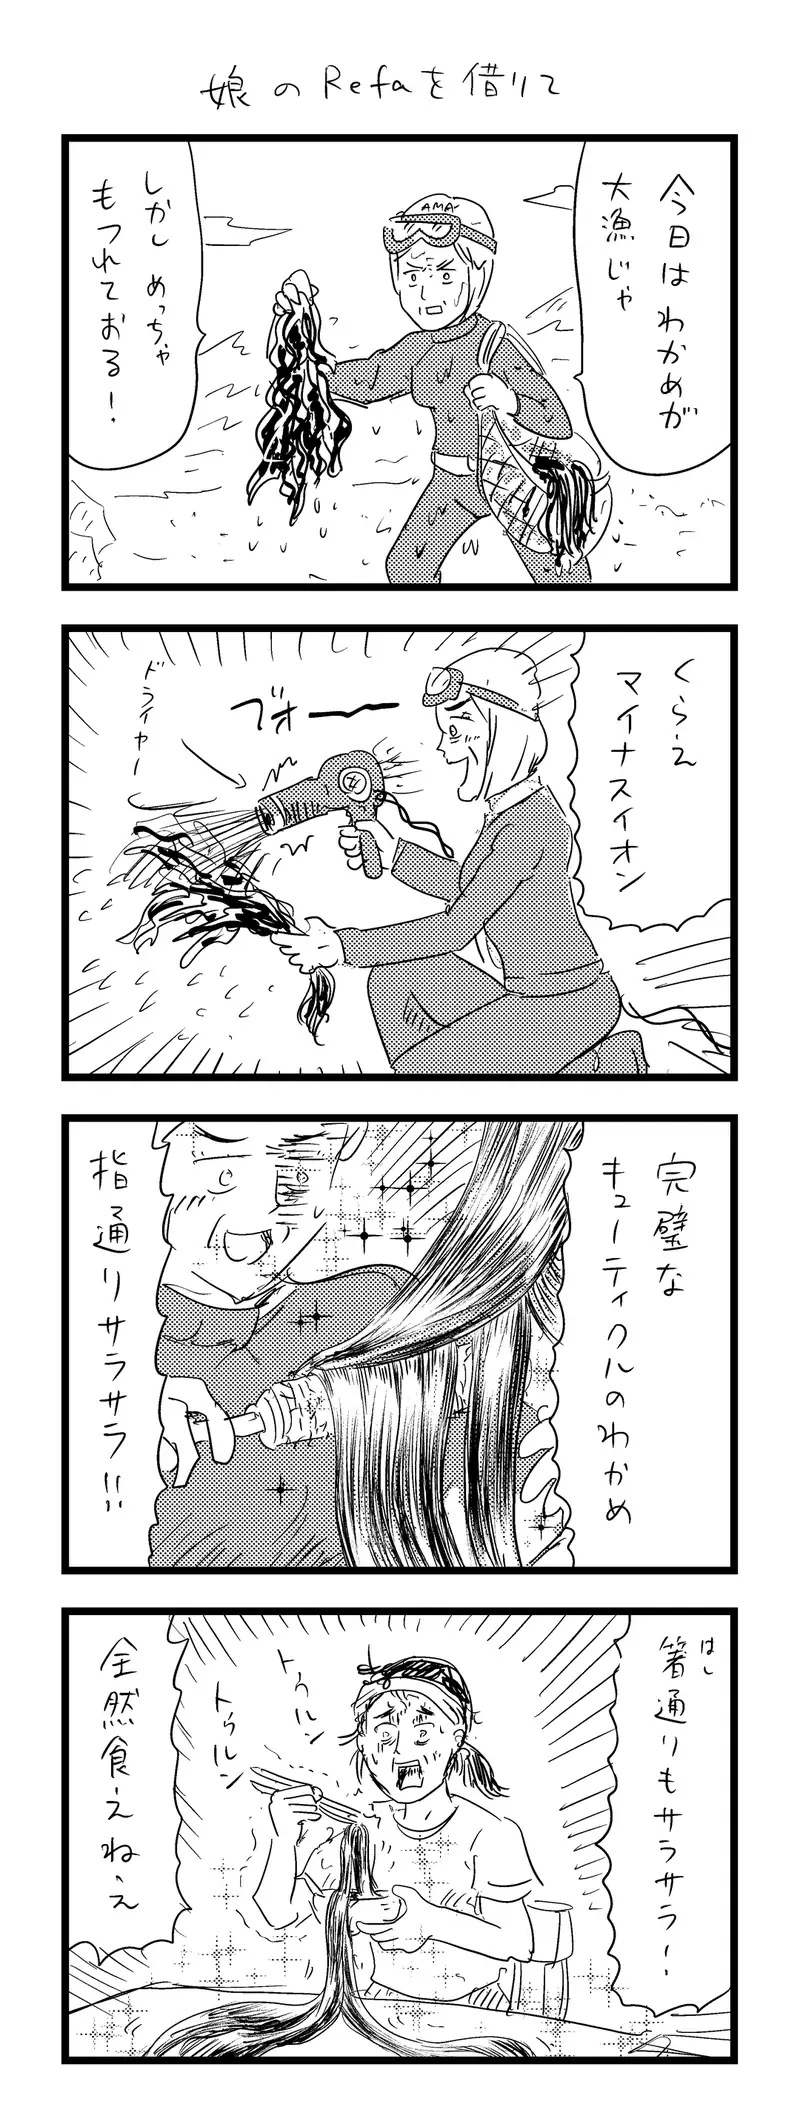 娘のRefaを借りて
今日はわかめが
大漁じゃ
AMA
しかしめっちゃ
もつれておる！
くらえ
マイナスイオン
ブオーー
ドライヤー
完璧な
キューティクルのわかめ
指通りサラサラ!!
はし
箸通りもサラサラ！
トゥルン
トゥルン
全然食えねえ